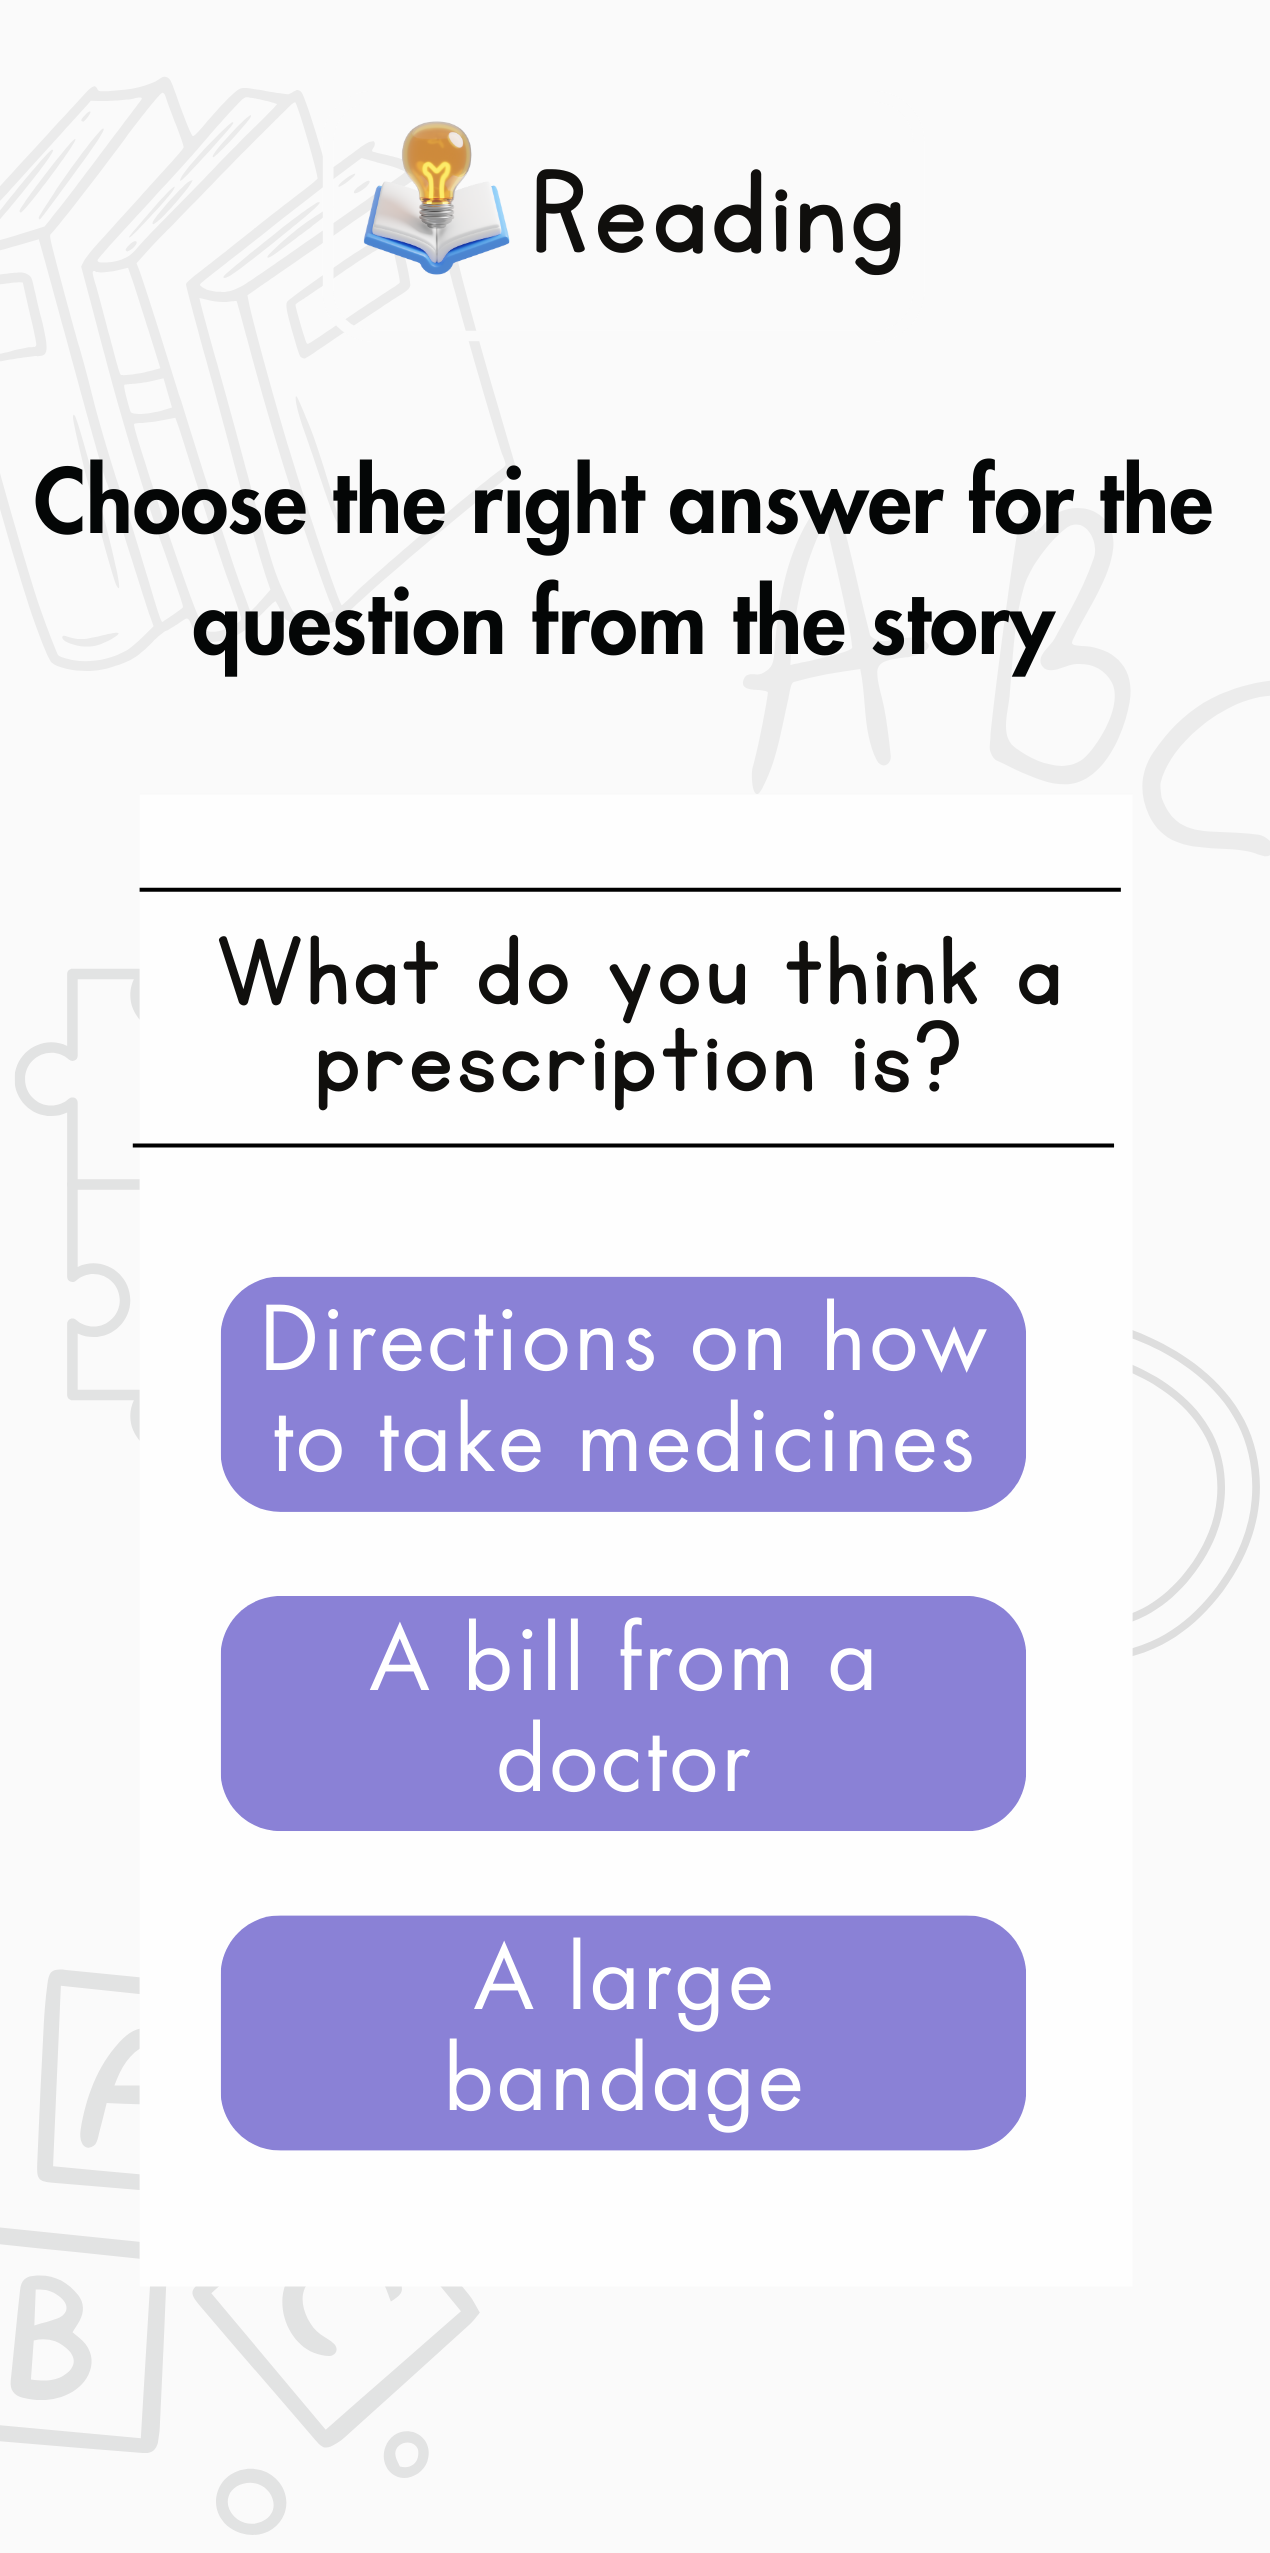 Reading
Choose the right answer for the
question from the story
A B
What do you think a
prescription is?
Directions on how
to take medicines
A bill from a
doctor
A large
bandage
A
B